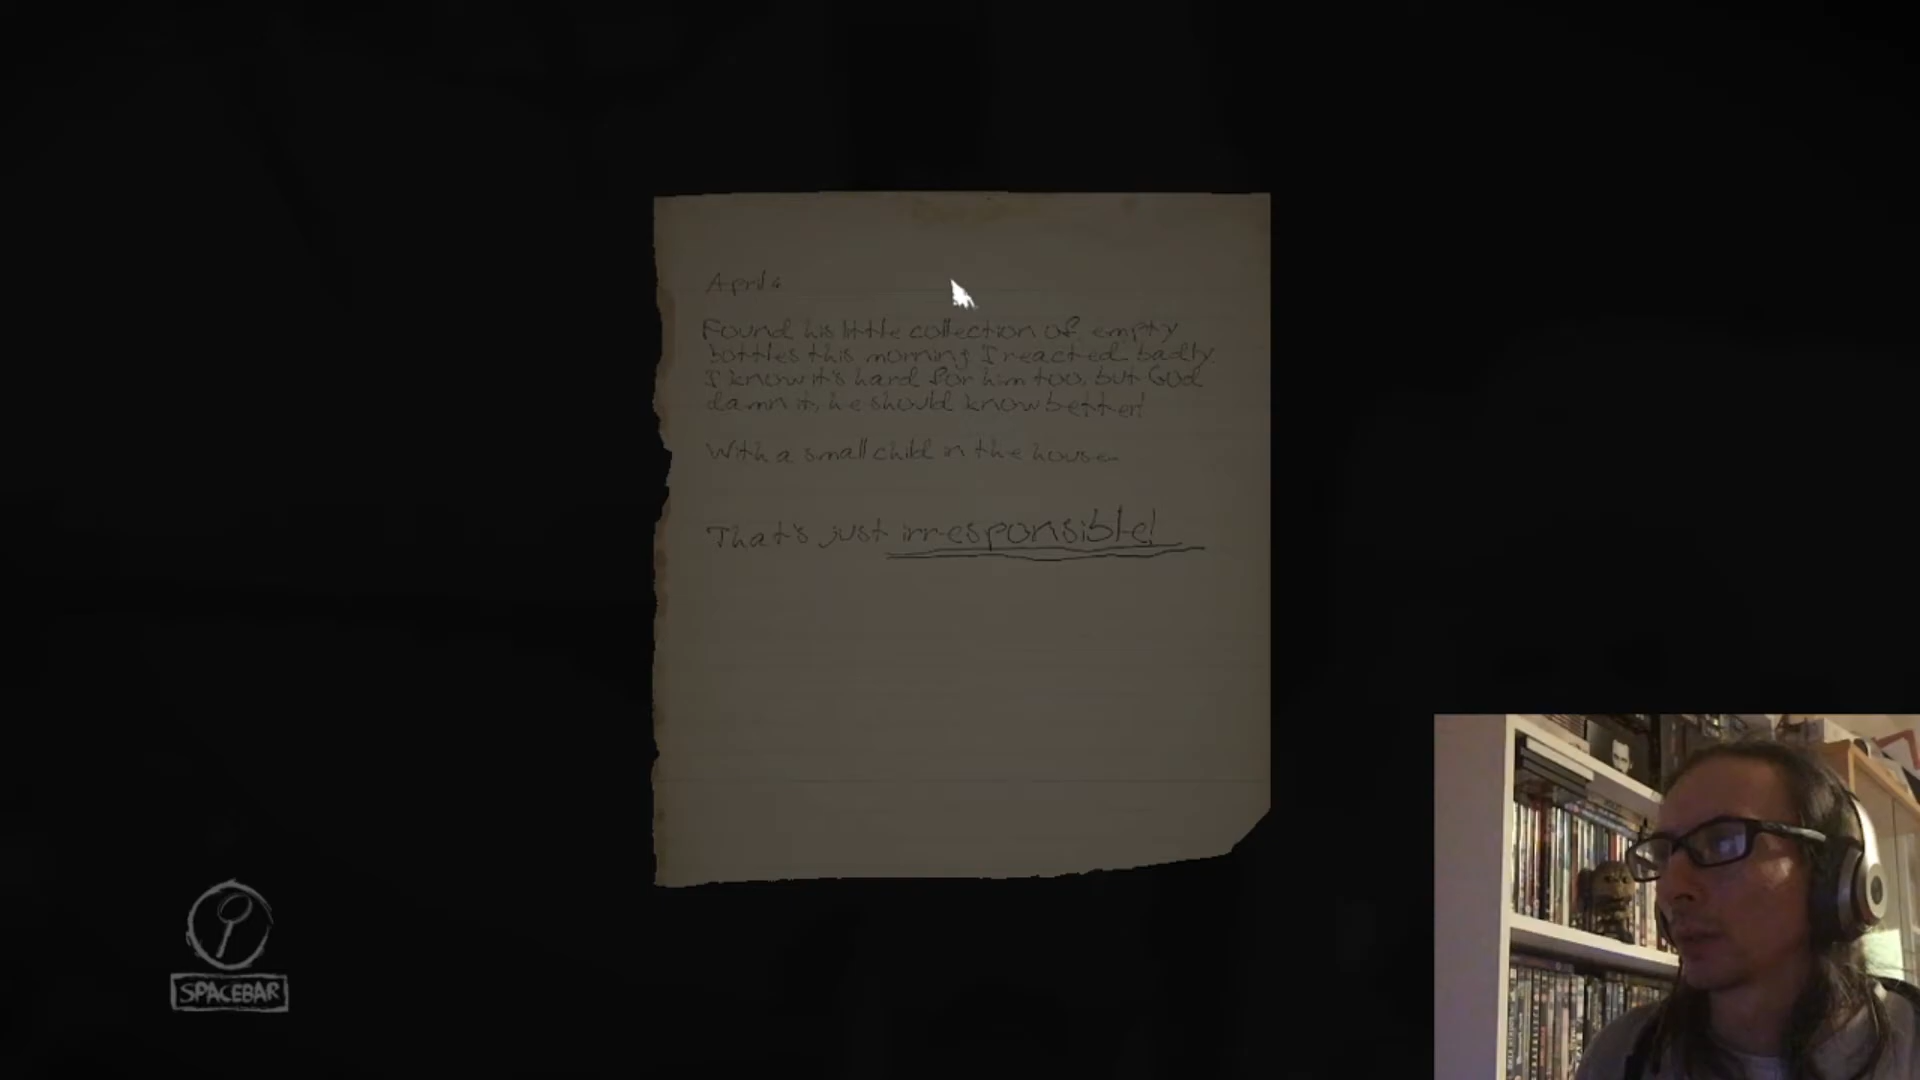 April 6
Found his little collection of empty
bottles this morning I reacted badly.
I know it's hard for him too, but God
damn it, he should know better!
With a small child in the house
That's just irresponsible!
SPACEBAR